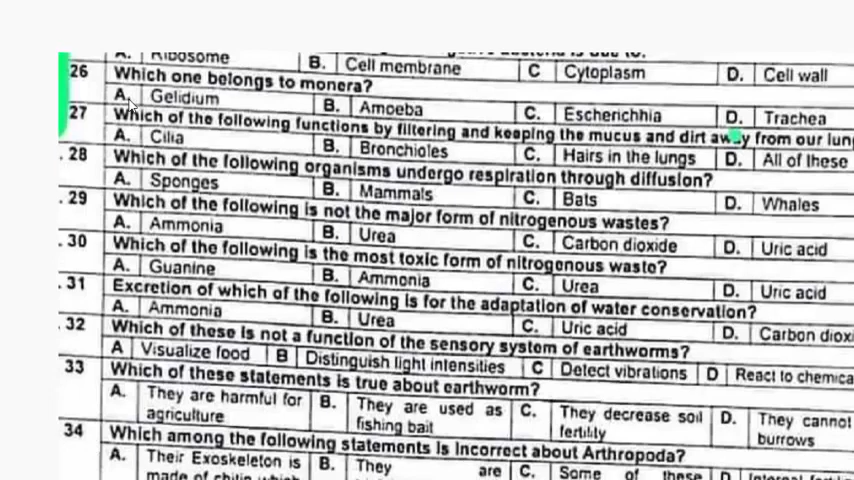 A. Ribosome B. Cell membrane C Cytoplasm D. Cell wall
26 Which one belongs to monera?
A. Gelidium B. Amoeba C. Escherichhia D. Trachea
27 Which of the following functions by filtering and keeping the mucus and dirt away from our
A. Cilia B. Bronchioles C. Hairs in the lungs D. All of these
. 28 Which of the following organisms undergo respiration through diffusion?
A. Sponges B. Mammals C. Bats D. Whales
. 29 Which of the following is not the major form of nitrogenous wastes?
A. Ammonia B. Urea C. Carbon dioxide D. Uric acid
. 30 Which of the following is the most toxic form of nitrogenous waste?
A. Guanine B. Ammonia C. Urea D. Uric acid
. 31 Excretion of which of the following is for the adaptation of water conservation?
A. Ammonia B. Urea C. Uric acid D. Carbon
. 32 Which of these is not a function of the sensory system of earthworms?
A Visualize food B Distinguish light intensities C Detect vibrations D React to
33 Which of these statements is true about earthworm?
A. They are harmful for B. They are used as C. They decrease soil D. They cannot
agriculture fishing bait fertility burrows
34 Which among the following statements is Incorrect about Arthropoda?
A. Their Exoskeleton is B. They are C. Some of these D
made of chitin which